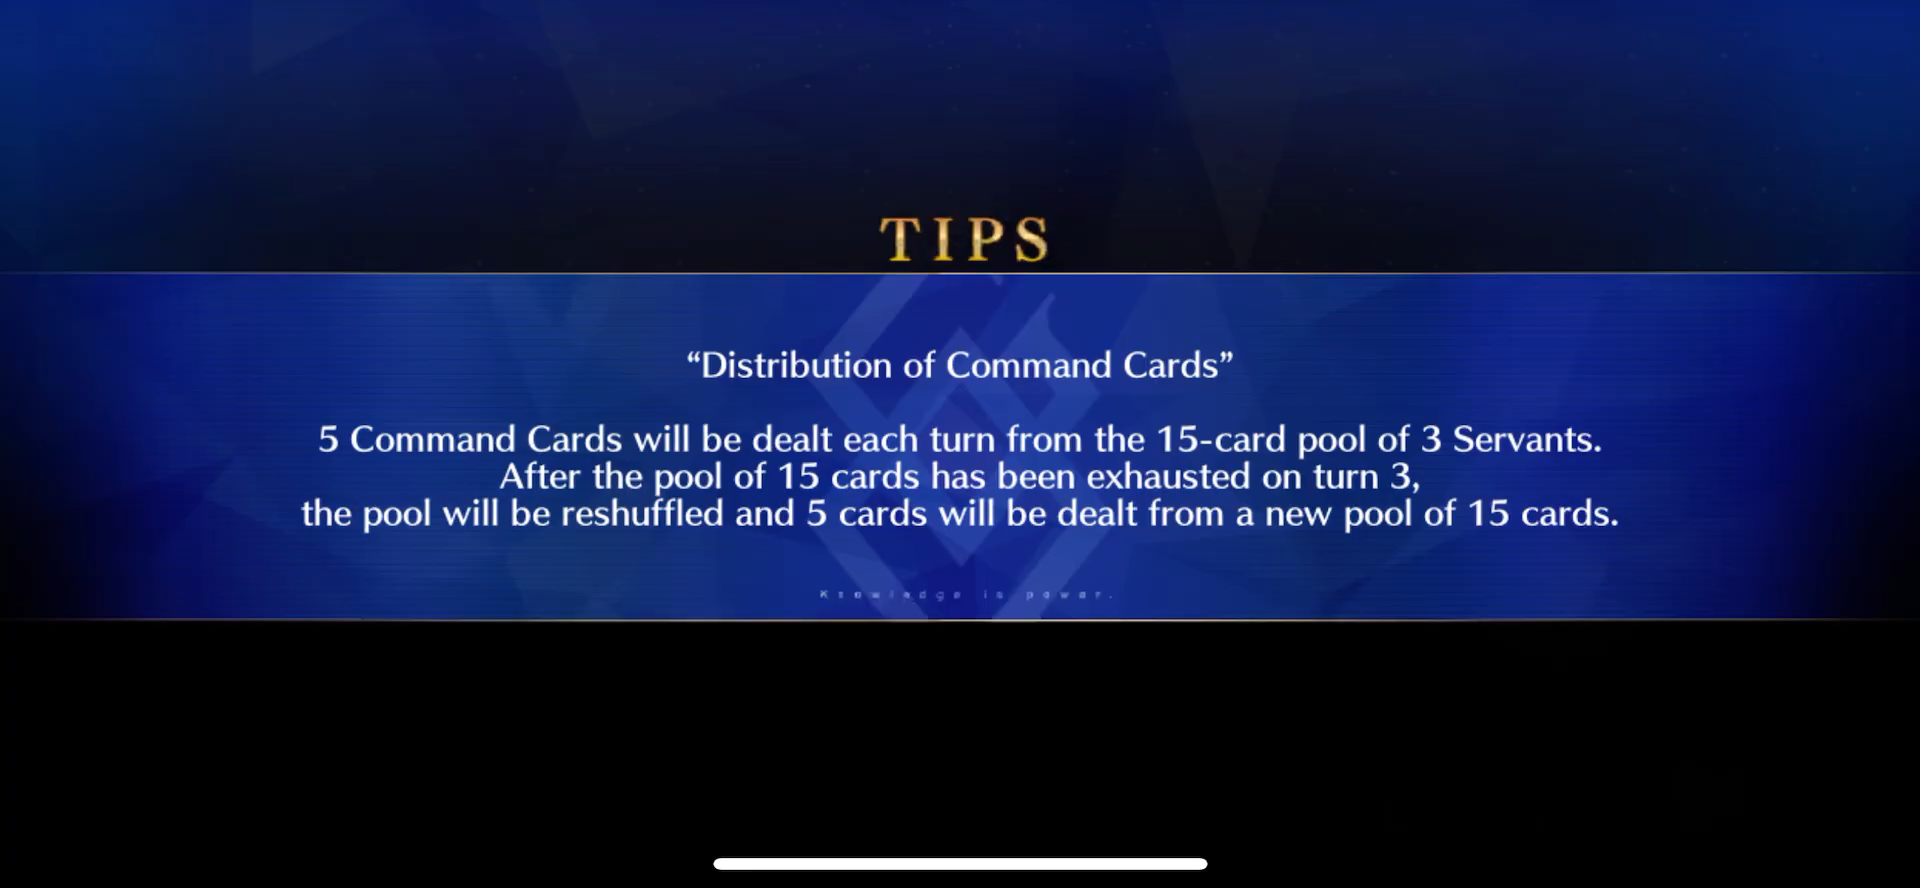 TIPS
“Distribution of Command Cards”
5 Command Cards will be dealt each turn from the 15-card pool of 3 Servants.
After the pool of 15 cards has been exhausted on turn 3,
the pool will be reshuffled and 5 cards will be dealt from a new pool of 15 cards.
Knowledge is power.